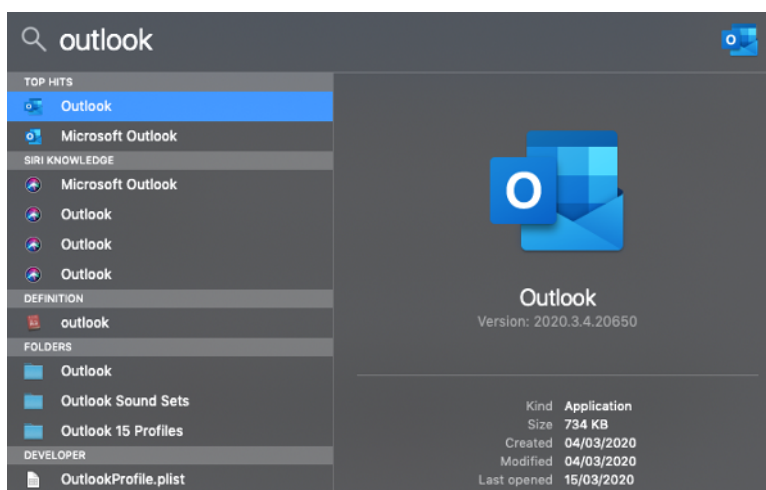 outlook
TOP HITS
Outlook
Microsoft Outlook
SIRI KNOWLEDGE
Microsoft Outlook
Outlook
Outlook
Outlook
DEFINITION
outlook
FOLDERS
Outlook
Outlook Sound Sets
Outlook 15 Profiles
DEVELOPER
OutlookProfile.plist
O
Outlook
Version: 2020.3.4.20650
Kind Application
Size 734 KB
Created 04/03/2020
Modified 04/03/2020
Last opened 15/03/2020